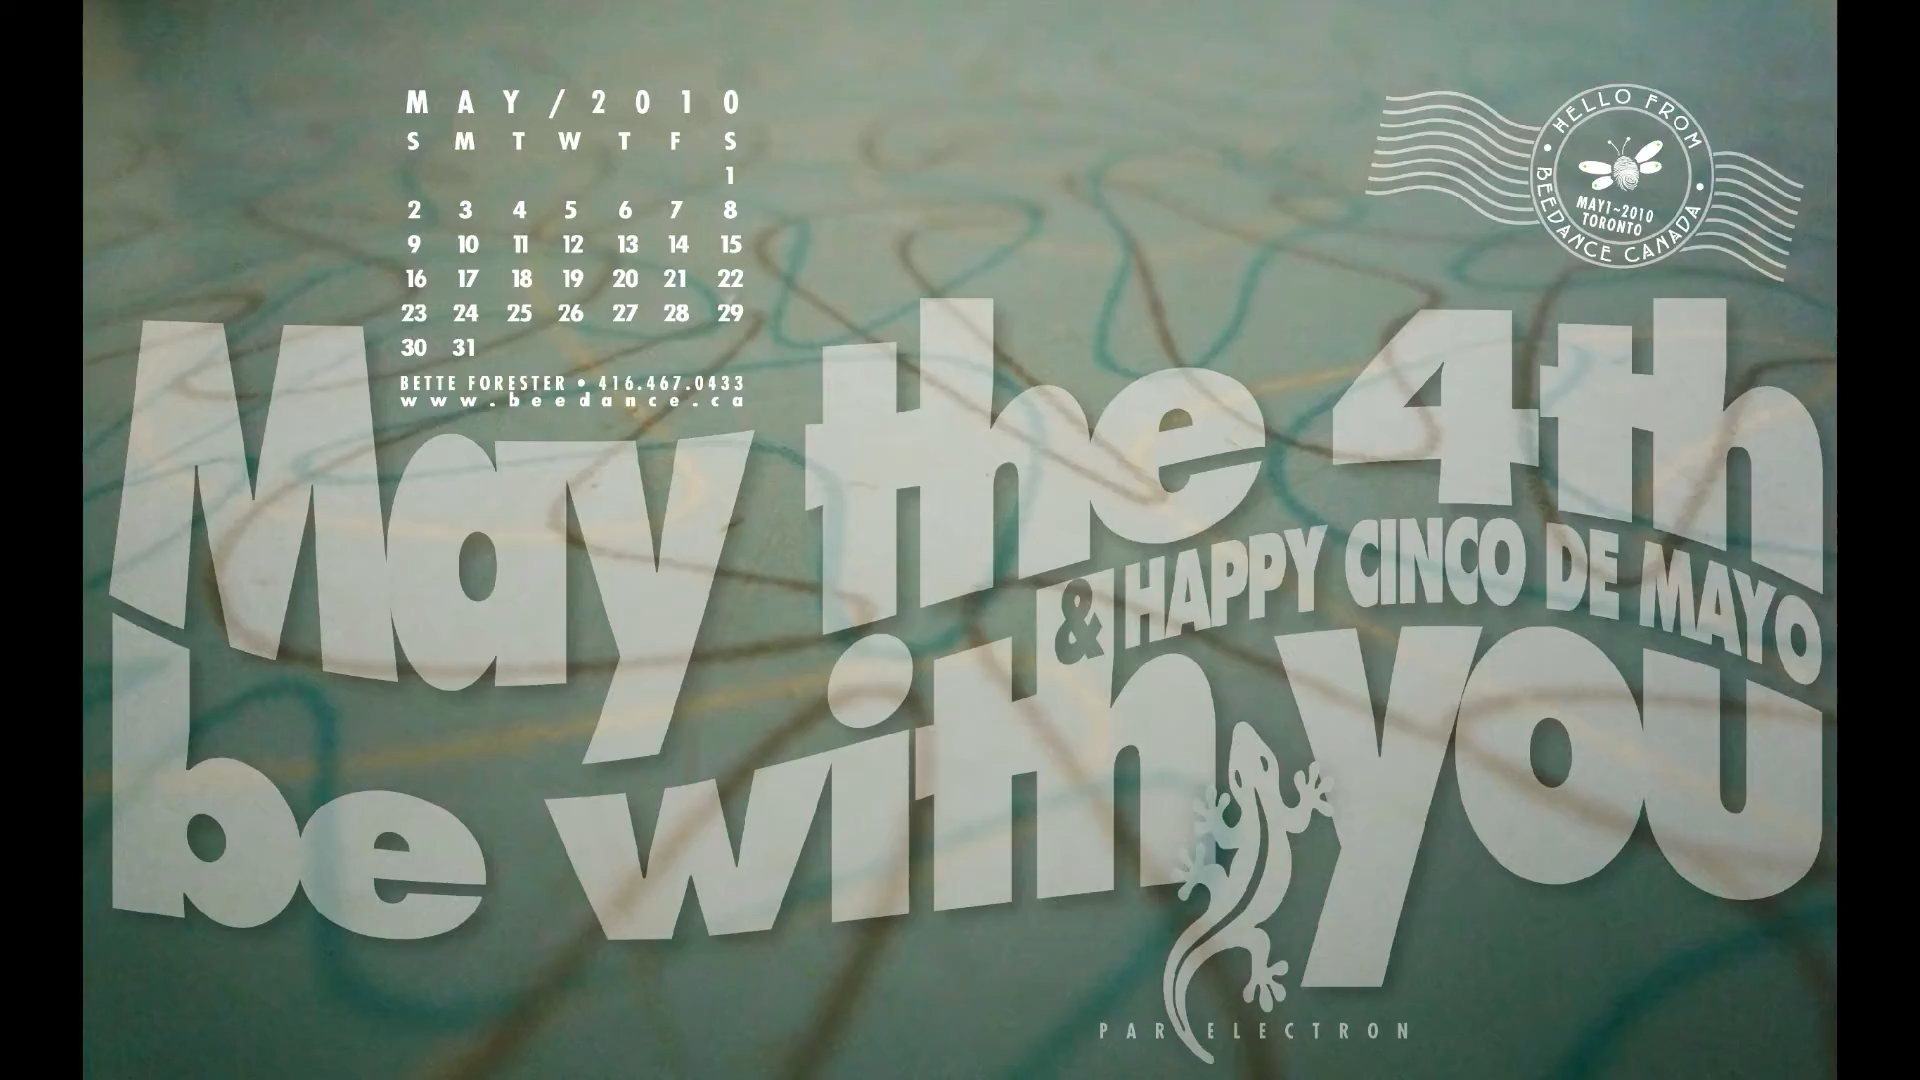 MAY/2010
S M T W T F S
1
2 3 4 5 6 7 8
9 10 11 12 13 14 15
16 17 18 19 20 21 22
23 24 25 26 27 28 29
30 31
BETTE FORESTER • 416.467.0433
www.beedance.ca
HELLO FROM
MAY1~2010
TORONTO
BEEDANCE CANADA
May the 4th
& HAPPY CINCO DE MAYO
be with you
PAR ELECTRON